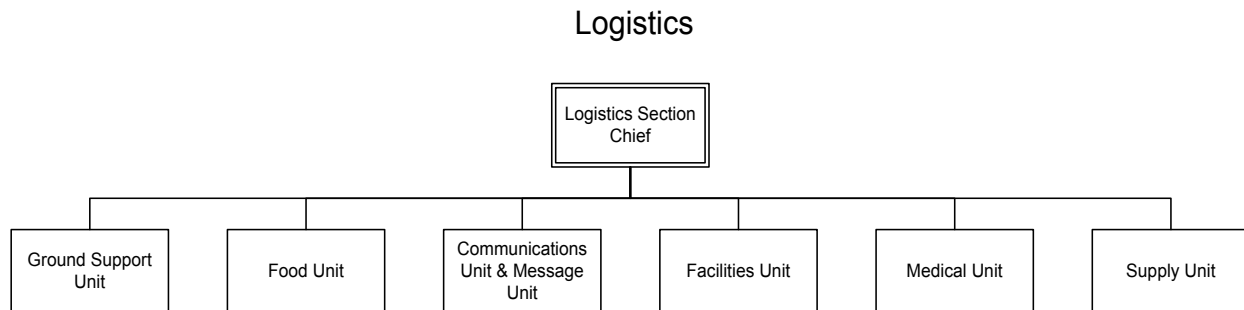 Logistics
Logistics Section
Chief
Ground Support
Unit
Food Unit
Communications
Unit & Message
Unit
Facilities Unit
Medical Unit
Supply Unit